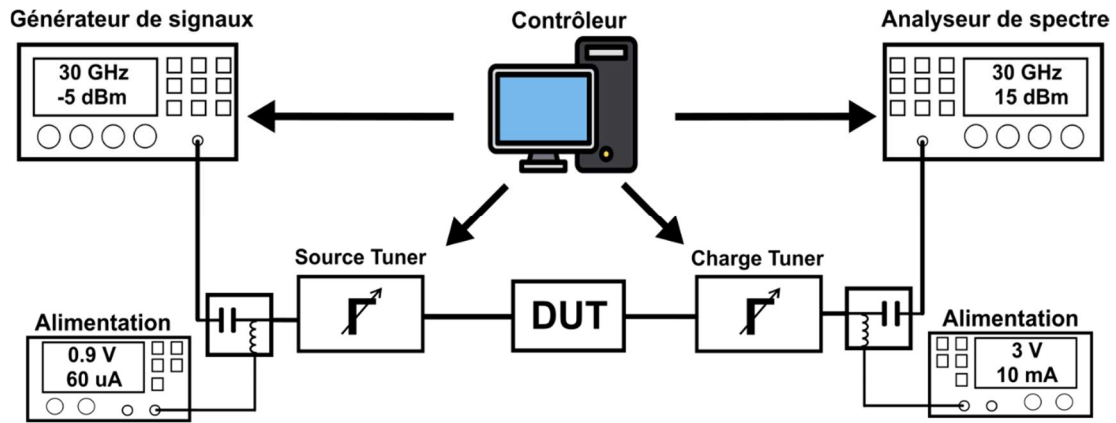 Générateur de signaux
Contrôleur
Analyseur de spectre
30 GHz
-5 dBm
30 GHz
15 dBm
Source Tuner
Charge Tuner
Γ
DUT
Γ
Alimentation
0.9 V
60 uA
Alimentation
3 V
10 mA